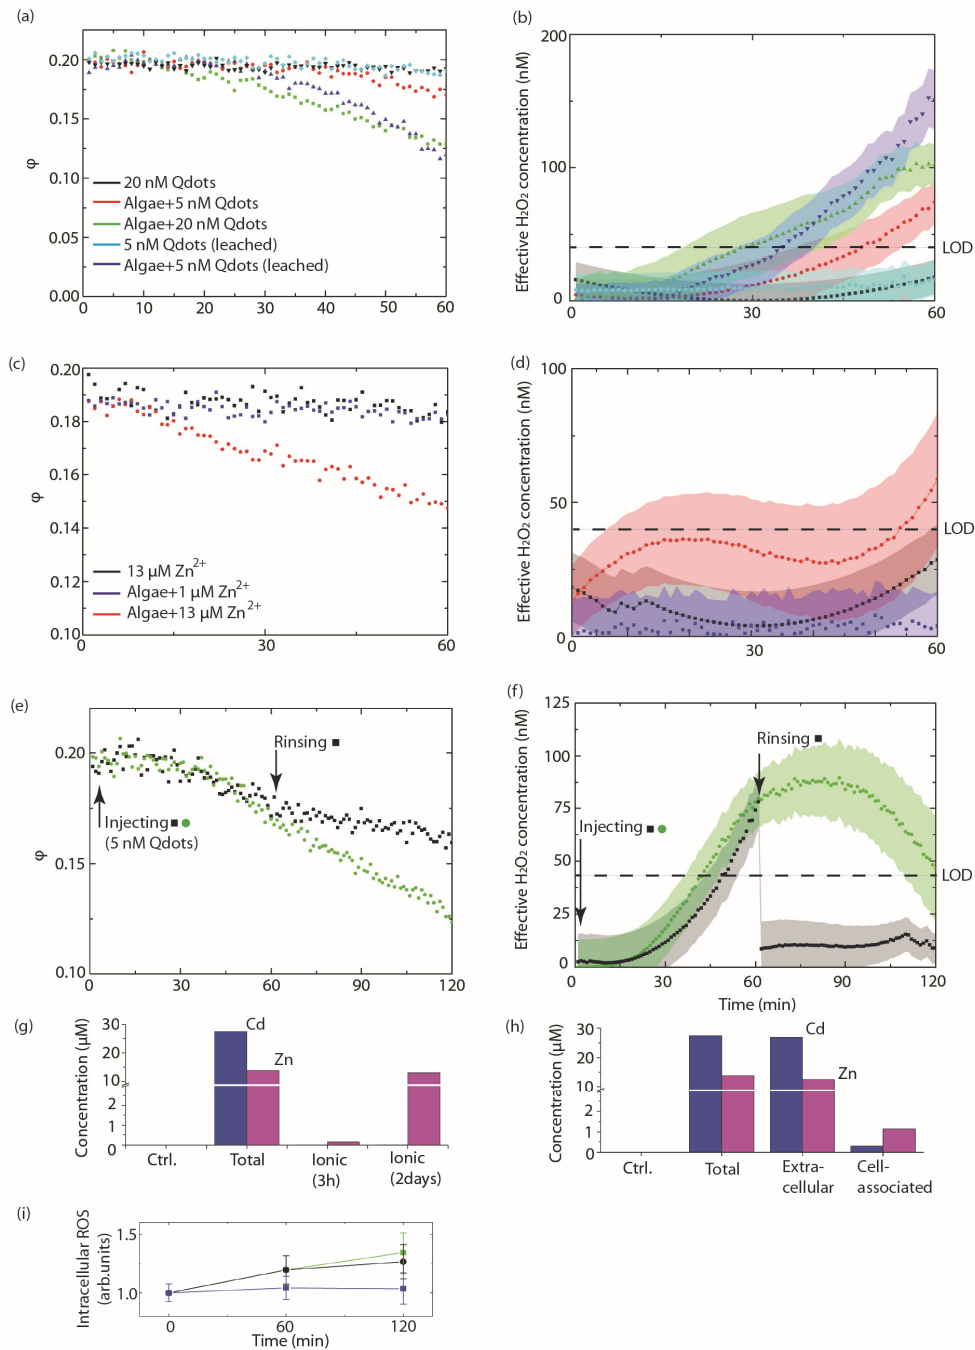 (a)
0.20
0.15
0.10
0.05
0.00
φ
20 nM Qdots
Algae+5 nM Qdots
Algae+20 nM Qdots
5 nM Qdots (leached)
Algae+5 nM Qdots (leached)
0 10 20 30 40 50 60
(b)
200
100
50
0
Effective H₂O₂ concentration (nM)
LOD
0 30 60
(c)
0.20
0.18
0.16
0.14
0.12
0.10
φ
13 µM Zn²⁺
Algae+1 µM Zn²⁺
Algae+13 µM Zn²⁺
0 30 60
(d)
100
50
0
Effective H₂O₂ concentration (nM)
LOD
0 30 60
(e)
0.20
0.15
0.10
φ
Rinsing
Injecting
(5 nM Qdots)
0 30 60 90 120
(f)
125
100
75
50
25
0
Effective H₂O₂ concentration (nM)
Rinsing
Injecting
LOD
0 30 60 90 120
Time (min)
(g)
Concentration (µM)
30
20
10
2
1
0
Cd
Zn
Ctrl. Total Ionic (3h) Ionic (2days)
(h)
Concentration (µM)
30
20
10
2
1
0
Cd
Zn
Ctrl. Total Extra-cellular Cell-associated
(i)
Intracellular ROS
(arb.units)
1.5
1.0
0 60 120
Time (min)